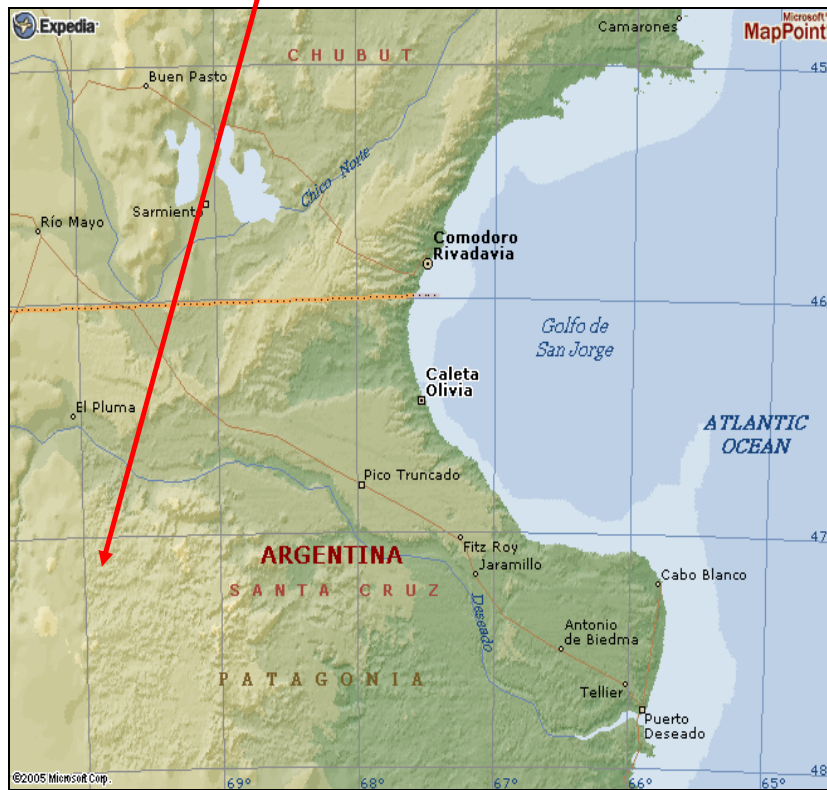 Expedia
Camarones
Microsoft
MapPoint
CHUBUT
45
Buen Pasto
Chico Norte
Sarmiento
Río Mayo
Comodoro
Rivadavia
46
Golfo de
San Jorge
Caleta
Olivia
El Pluma
ATLANTIC
OCEAN
Pico Truncado
47
Fitz Roy
ARGENTINA
Jaramillo
Cabo Blanco
SANTA CRUZ
Deseado
Antonio
de Biedma
PATAGONIA
Tellier
Puerto
Deseado
48
©2005 Microsoft Corp.
69°
68°
67°
66°
65°